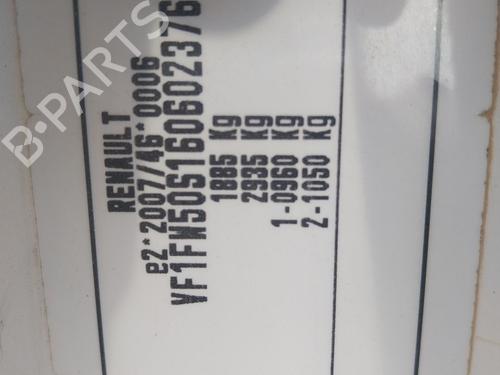 RENAULT
e2*2007/46*0006
VF1FW50S160602376
1885 Kg
2935 Kg
1-0960 Kg
2-1050 Kg
B-PARTS